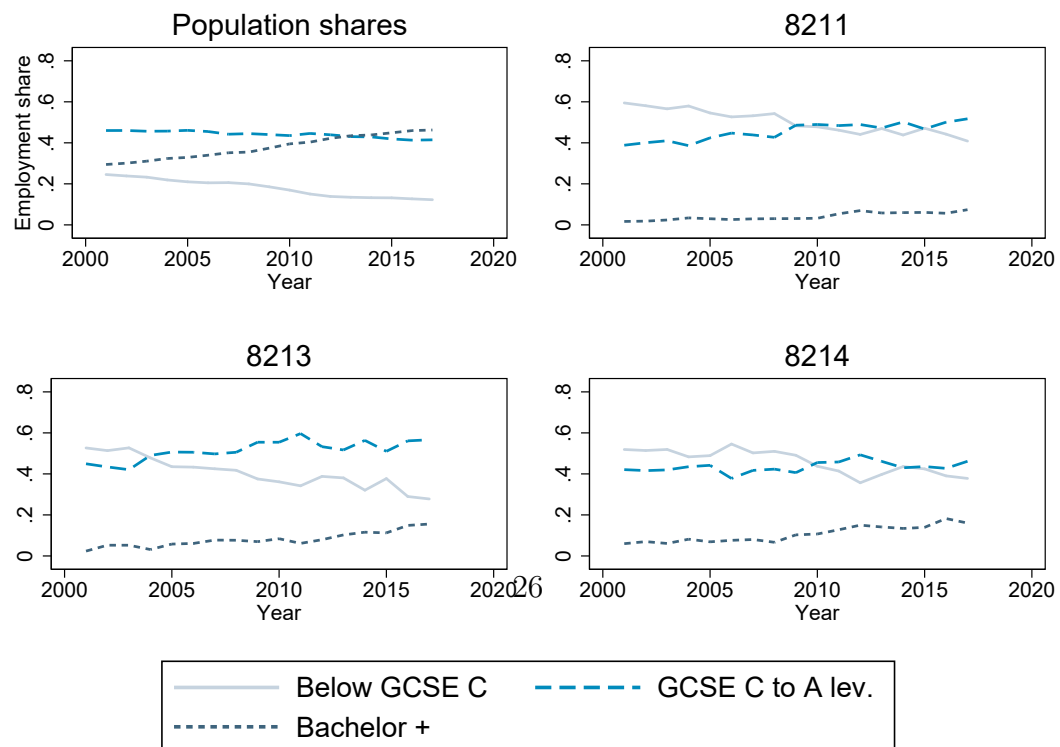 Population shares
Employment share
.8
.6
.4
.2
0
2000 2005 2010 2015 2020
Year
8211
.8
.6
.4
.2
0
2000 2005 2010 2015 2020
Year
8213
.8
.6
.4
.2
0
2000 2005 2010 2015 2020
Year
8214
.8
.6
.4
.2
0
2000 2005 2010 2015 2020
Year
26
Below GCSE C
GCSE C to A lev.
Bachelor +